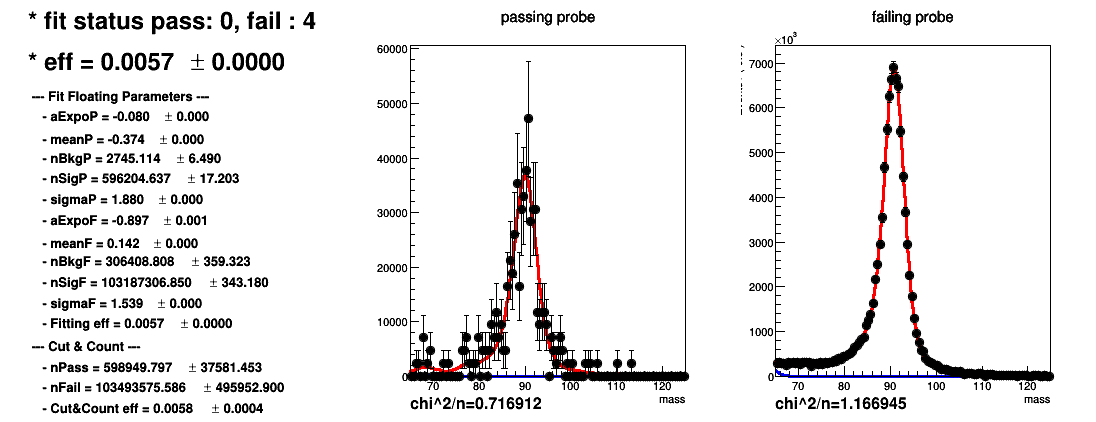 * fit status pass: 0, fail : 4
* eff = 0.0057 ± 0.0000
--- Fit Floating Parameters ---
- aExpoP = -0.080 ± 0.000
- meanP = -0.374 ± 0.000
- nBkgP = 2745.114 ± 6.490
- nSigP = 596204.637 ± 17.203
- sigmaP = 1.880 ± 0.000
- aExpoF = -0.897 ± 0.001
- meanF = 0.142 ± 0.000
- nBkgF = 306408.808 ± 359.323
- nSigF = 103187306.850 ± 343.180
- sigmaF = 1.539 ± 0.000
- Fitting eff = 0.0057 ± 0.0000
--- Cut & Count ---
- nPass = 598949.797 ± 37581.453
- nFail = 103493575.586 ± 495952.900
- Cut&Count eff = 0.0058 ± 0.0004
passing probe
60000
50000
40000
30000
20000
10000
0
70 80 90 100 110 120
mass
chi^2/n=0.716912
failing probe
×10³
7000
6000
5000
4000
3000
2000
1000
0
70 80 90 100 110 120
mass
chi^2/n=1.166945